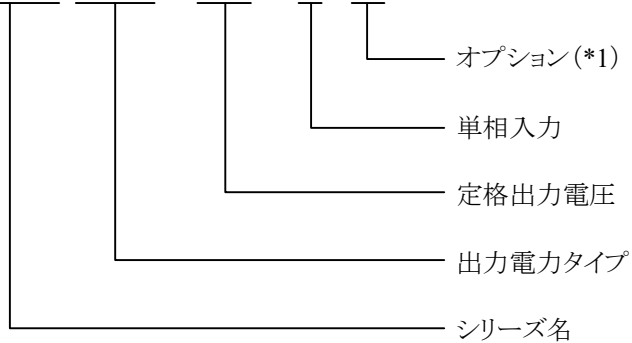 オプション(*1)
単相入力
定格出力電圧
出力電力タイプ
シリーズ名